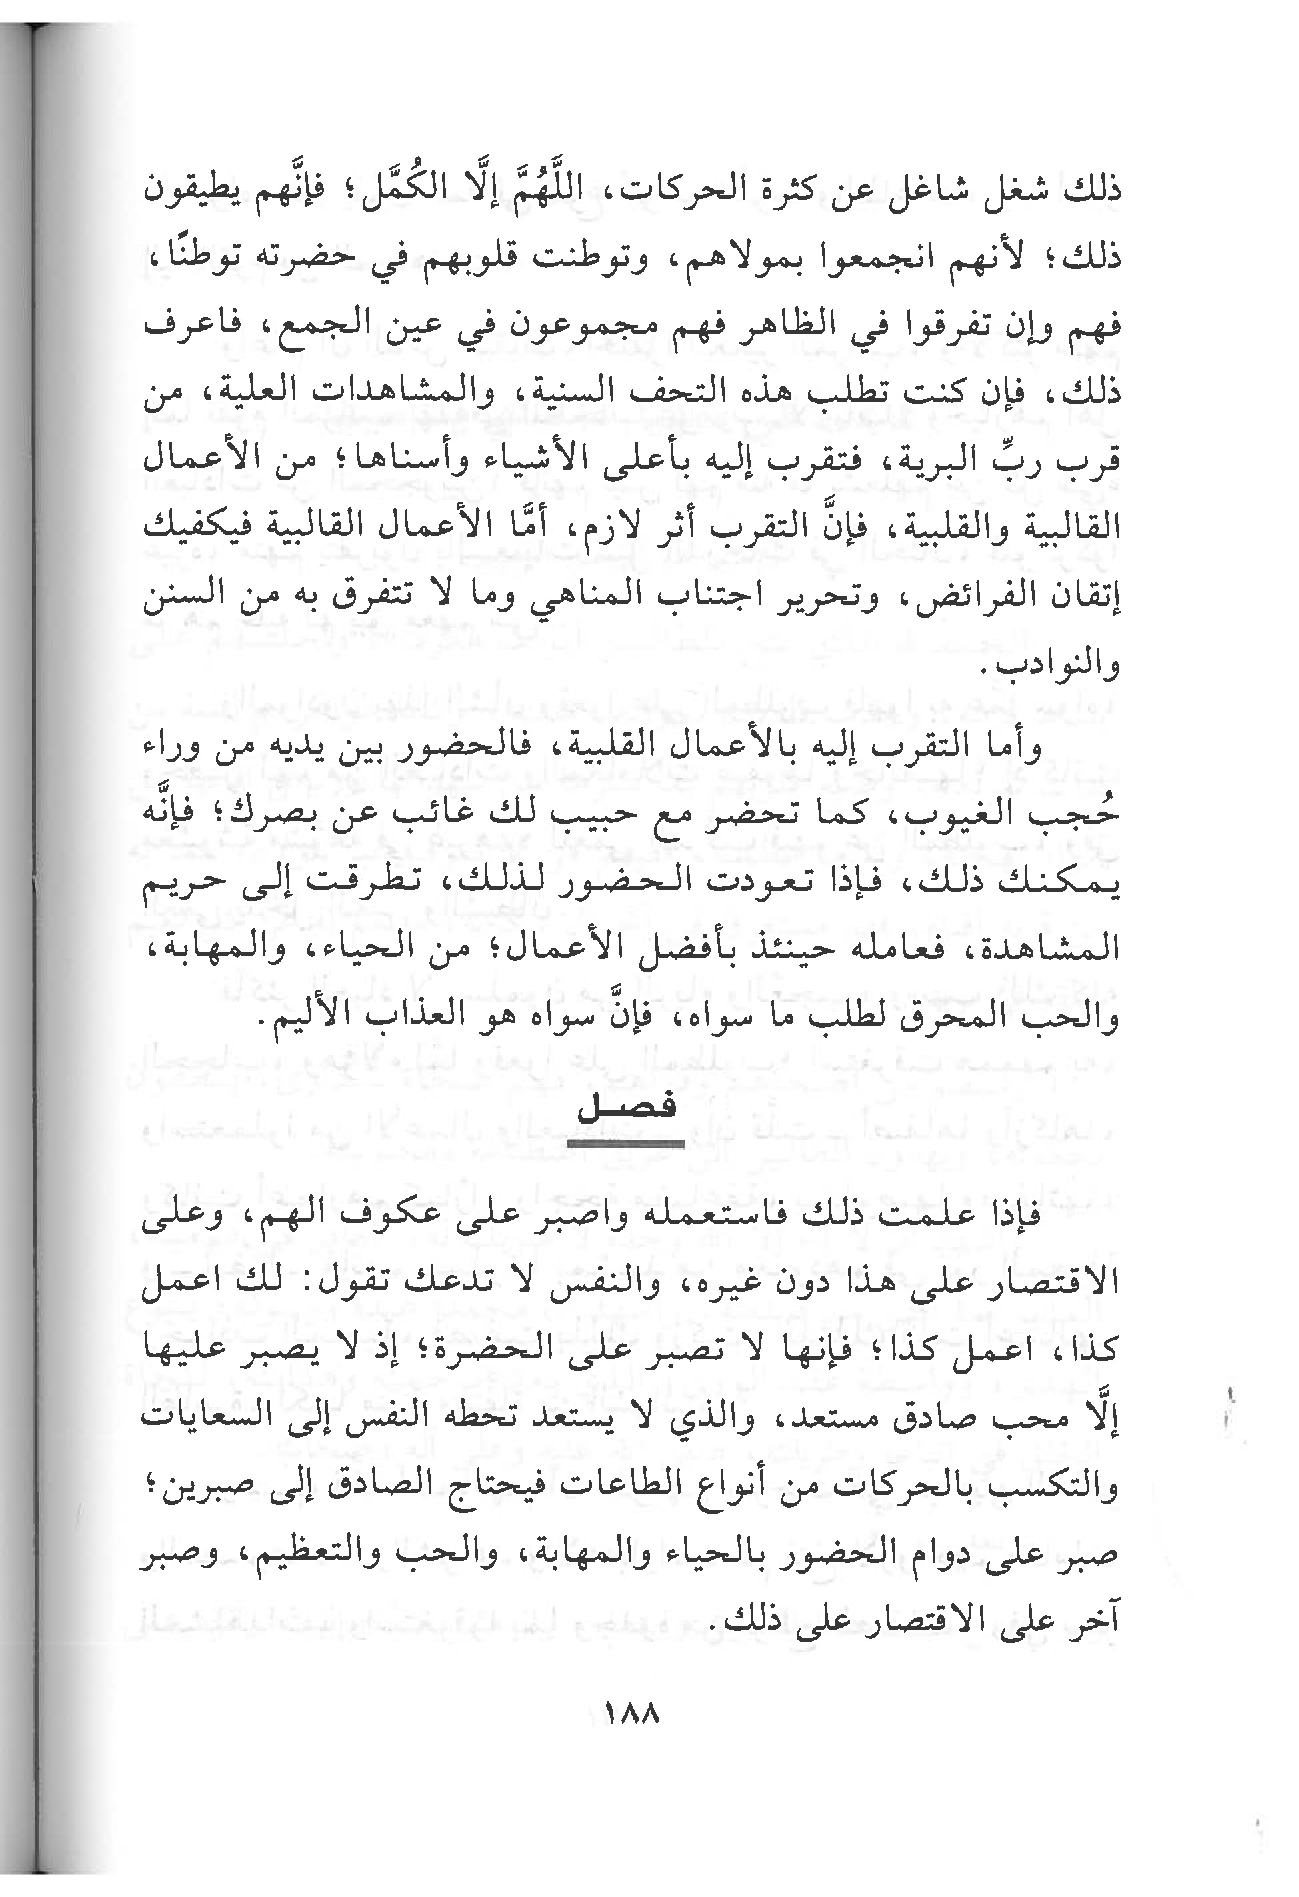 ذلك شغل شاغل عن كثرة الحركات، اللَّهُمَّ إلَّا الكُمَّل؛ فإنَّهم يطيقون
ذلك؛ لأنهم انجمعوا بمولاهم، وتوطنت قلوبهم في حضرته توطنًا،
فهم وإن تفرقوا في الظاهر فهم مجموعون في عين الجمع، فاعرف
ذلك، فإن كنت تطلب هذه التحف السنية، والمشاهدات العلية، من
قرب ربِّ البرية، فتقرب إليه بأعلى الأشياء وأسناها؛ من الأعمال
القالبية والقلبية، فإنَّ التقرب أثر لازم، أمَّا الأعمال القالبية فيكفيك
إتقان الفرائض، وتحرير اجتناب المناهي وما لا تتفرق به من السنن
والنوادب.
وأما التقرب إليه بالأعمال القلبية، فالحضور بين يديه من وراء
حُجب الغيوب، كما تحضر مع حبيب لك غائب عن بصرك؛ فإنَّه
يمكنك ذلك، فإذا تعودت الحضور لذلك، تطرقت إلى حريم
المشاهدة، فعامله حينئذ بأفضل الأعمال؛ من الحياء، والمهابة،
والحب المحرق لطلب ما سواه، فإنَّ سواه هو العذاب الأليم.
فصل
فإذا علمت ذلك فاستعمله واصبر على عكوف الهم، وعلى
الاقتصار على هذا دون غيره، والنفس لا تدعك تقول: لك اعمل
كذا، اعمل كذا؛ فإنها لا تصبر على الحضرة؛ إذ لا يصبر عليها
إلَّا محب صادق مستعد، والذي لا يستعد تحطه النفس إلى السعايات
والتكسب بالحركات من أنواع الطاعات فيحتاج الصادق إلى صبرين؛
صبر على دوام الحضور بالحياء والمهابة، والحب والتعظيم، وصبر
آخر على الاقتصار على ذلك.
١٨٨